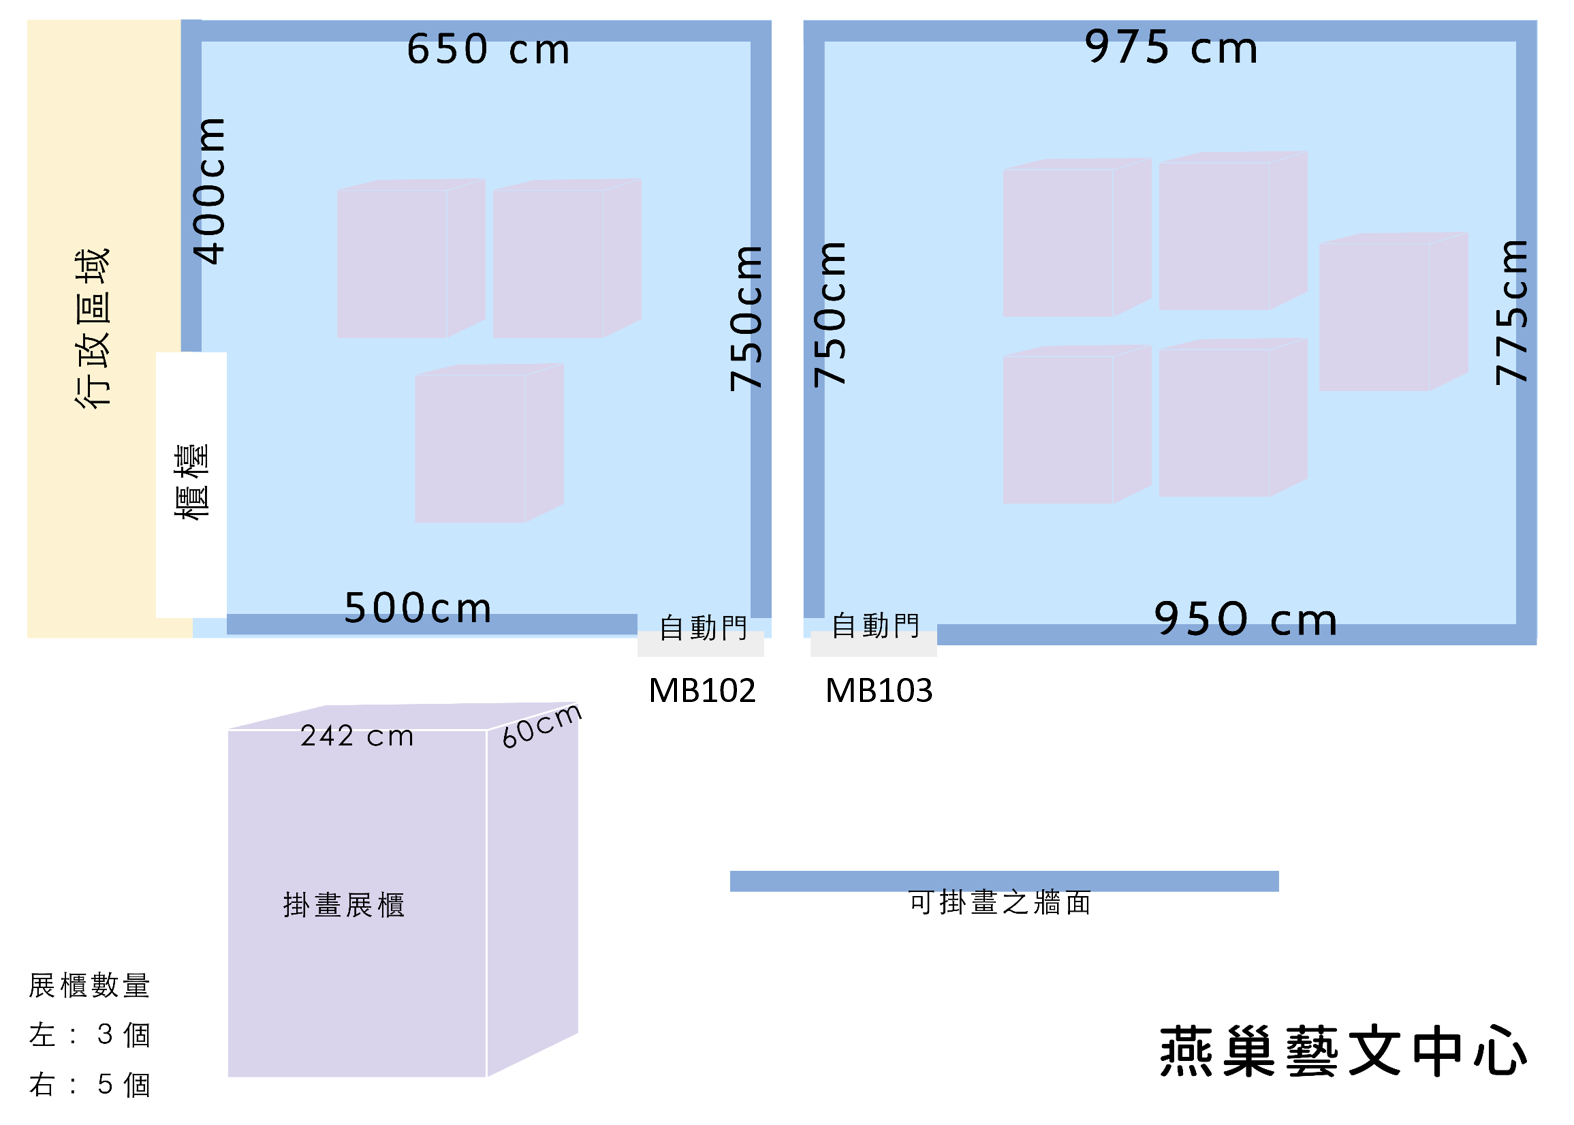 650 cm
975 cm
400cm
行政區域
750cm
750cm
775cm
櫃檯
500cm
自動門
自動門
950 cm
MB102
MB103
242 cm
60cm
掛畫展櫃
可掛畫之牆面
展櫃數量
左：3個
右：5個
燕巢藝文中心